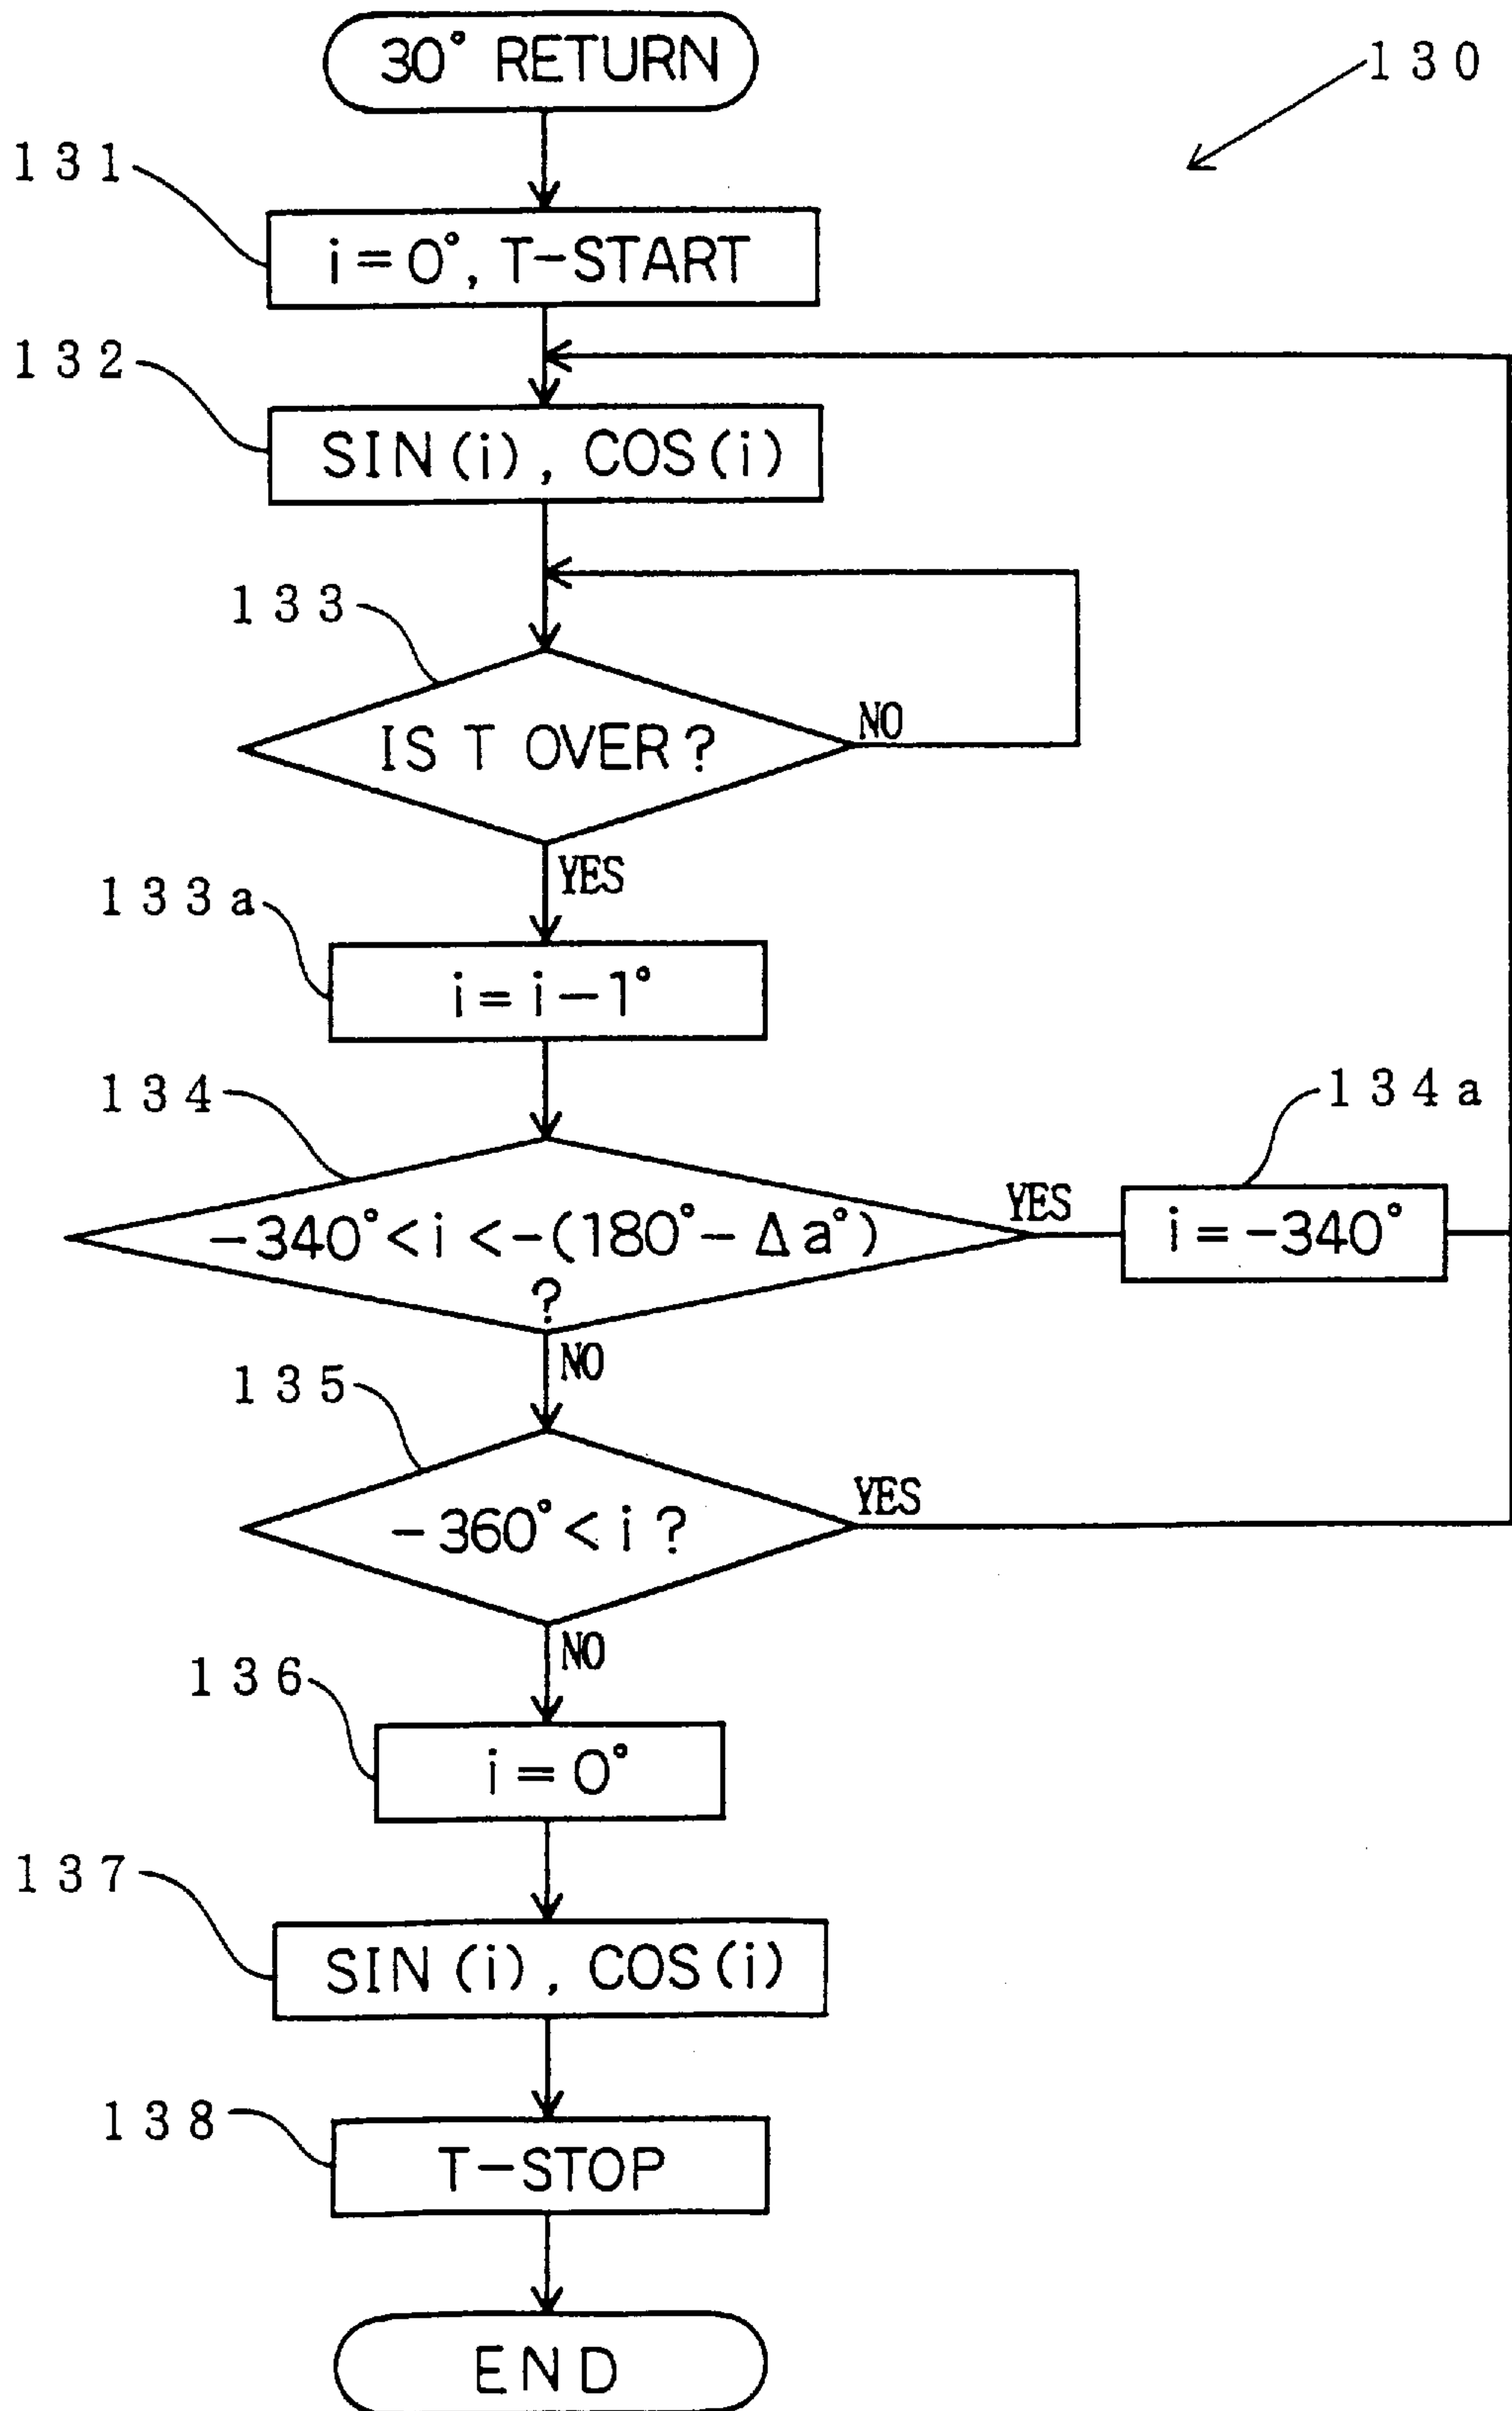 30° RETURN
130
131
i = 0°, T-START
132
SIN (i), COS (i)
133
IS T OVER ?
NO
YES
133a
i = i - 1°
134
-340° < i < -(180° - Δa°)
?
YES
134a
i = -340°
NO
135
-360° < i ?
YES
NO
136
i = 0°
137
SIN (i), COS (i)
138
T-STOP
END